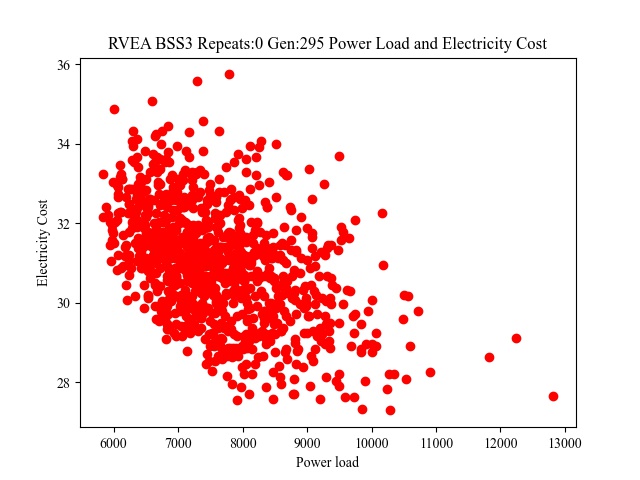 RVEA BSS3 Repeats:0 Gen:295 Power Load and Electricity Cost
36
34
32
30
28
Electricity Cost
6000 7000 8000 9000 10000 11000 12000 13000
Power load